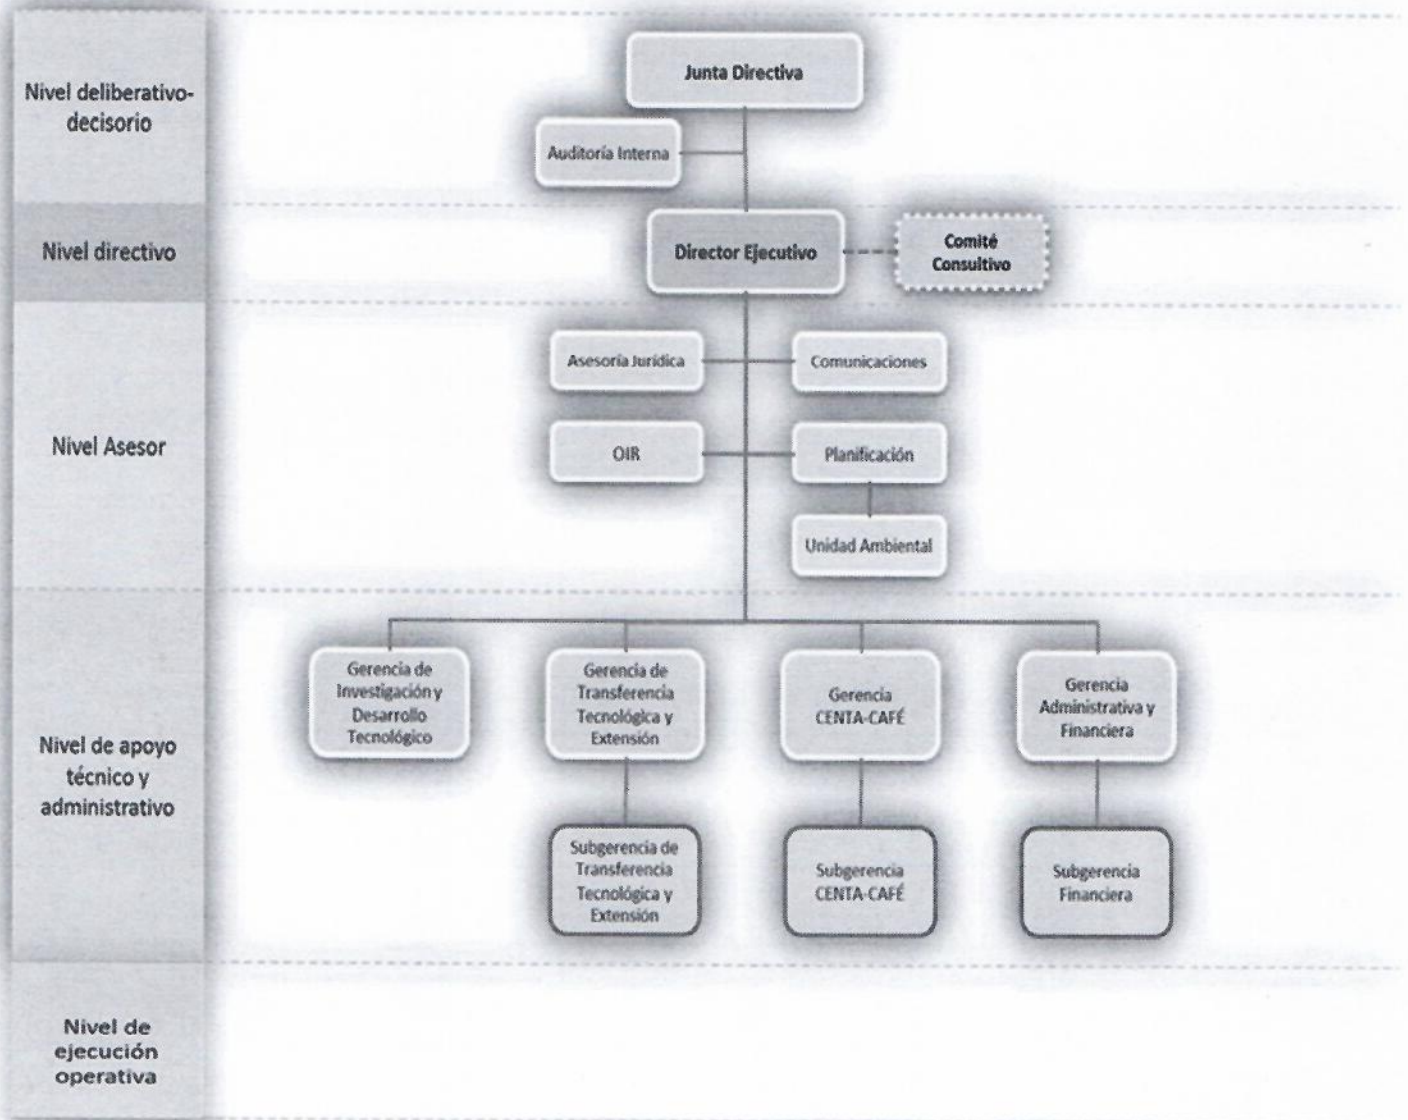 Nivel deliberativo-
decisorio
Junta Directiva
Auditoría Interna
Nivel directivo
Director Ejecutivo
Comité
Consultivo
Nivel Asesor
Asesoría Jurídica
Comunicaciones
OIR
Planificación
Unidad Ambiental
Nivel de apoyo
técnico y
administrativo
Gerencia de
Investigación y
Desarrollo
Tecnológico
Gerencia de
Transferencia
Tecnológica y
Extensión
Gerencia
CENTA-CAFÉ
Gerencia
Administrativa y
Financiera
Subgerencia de
Transferencia
Tecnológica y
Extensión
Subgerencia
CENTA-CAFÉ
Subgerencia
Financiera
Nivel de
ejecución
operativa